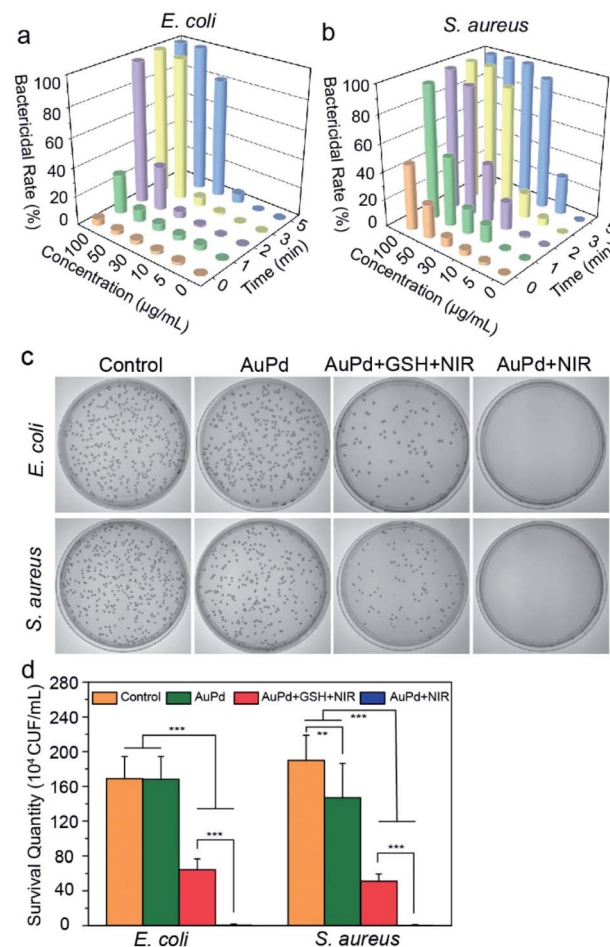 a
E. coli
Bactericidal Rate (%)
100
80
60
40
20
0
100
50
30
10
5
0
Concentration (µg/mL)
0
1
2
3
5
Time (min)
b
S. aureus
Bactericidal Rate (%)
100
80
60
40
20
0
100
50
30
10
5
0
Concentration (µg/mL)
0
1
2
3
5
Time (min)
c
Control AuPd AuPd+GSH+NIR AuPd+NIR
E. coli
S. aureus
d
Survival Quantity (10⁴ CUF/mL)
280
240
200
160
120
80
40
0
Control AuPd AuPd+GSH+NIR AuPd+NIR
***
***
***
**
***
E. coli S. aureus